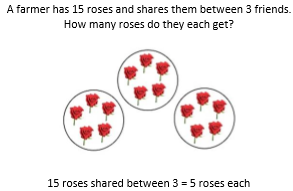 A farmer has 15 roses and shares them between 3 friends.
How many roses do they each get?
15 roses shared between 3 = 5 roses each